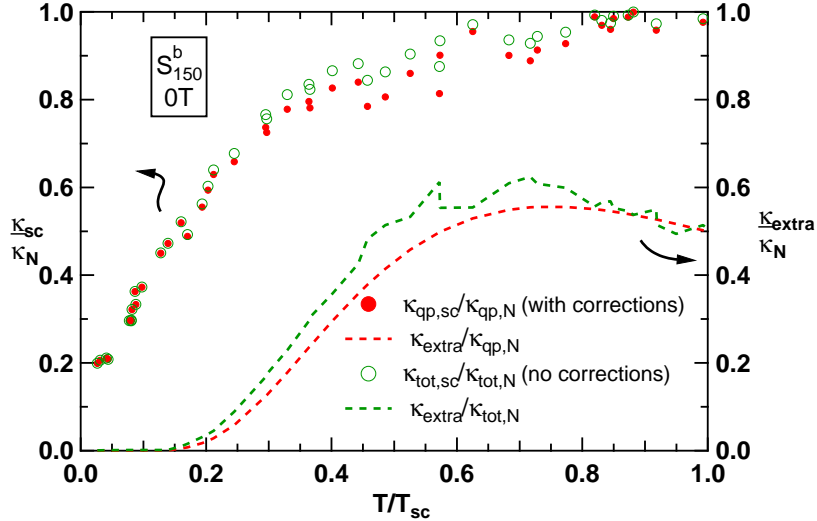 S_150^b
0T
κ_sc/κ_N
κ_extra/κ_N
1.0
0.8
0.6
0.4
0.2
0.0
1.0
0.8
0.6
0.4
0.2
0.0
κ_qp,sc/κ_qp,N (with corrections)
κ_extra/κ_qp,N
κ_tot,sc/κ_tot,N (no corrections)
κ_extra/κ_tot,N
0.0 0.2 0.4 0.6 0.8 1.0
T/T_sc